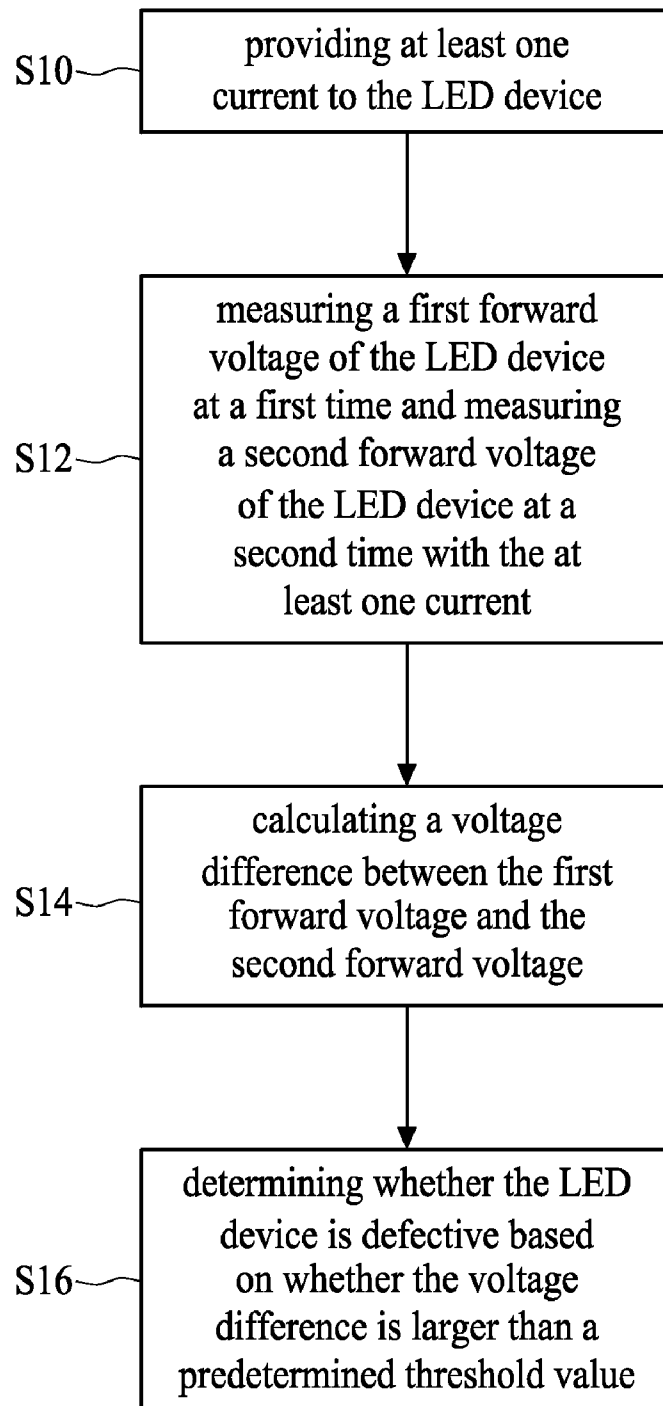 S10
providing at least one
current to the LED device
S12
measuring a first forward
voltage of the LED device
at a first time and measuring
a second forward voltage
of the LED device at a
second time with the at
least one current
S14
calculating a voltage
difference between the first
forward voltage and the
second forward voltage
S16
determining whether the LED
device is defective based
on whether the voltage
difference is larger than a
predetermined threshold value